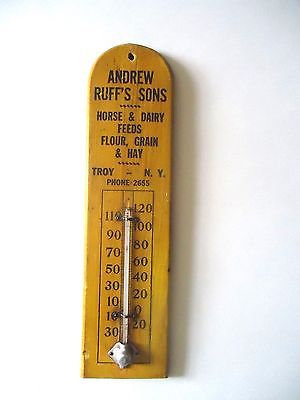 ANDREW
RUFF'S SONS
HORSE & DAIRY
FEEDS
FLOUR, GRAIN
& HAY
TROY - N. Y.
PHONE-2655
120
110
100
90
80
70
60
50
40
30
20
10
0
10
20
30